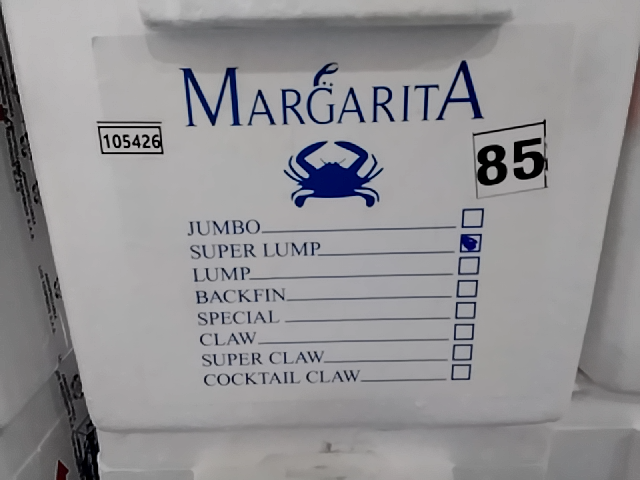 MARGARITA
105426
85
JUMBO
SUPER LUMP
LUMP
BACKFIN
SPECIAL
CLAW
SUPER CLAW
COCKTAIL CLAW